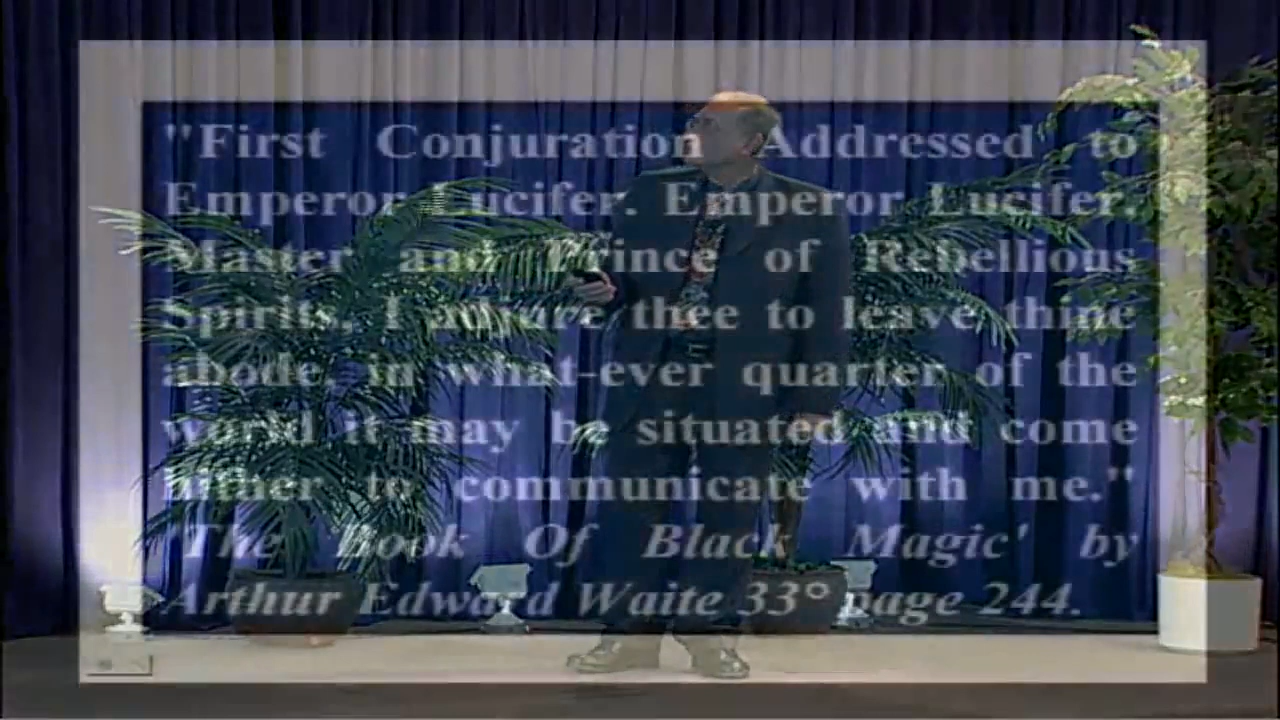 "First Conjuration Addressed to
Emperor Lucifer. Emperor Lucifer,
Master and Prince of Rebellious
Spirits, I adjure thee to leave thine
abode, in what-ever quarter of the
world it may be situated and come
hither to communicate with me."
'The Book Of Black Magic' by
Arthur Edward Waite 33° page 244.